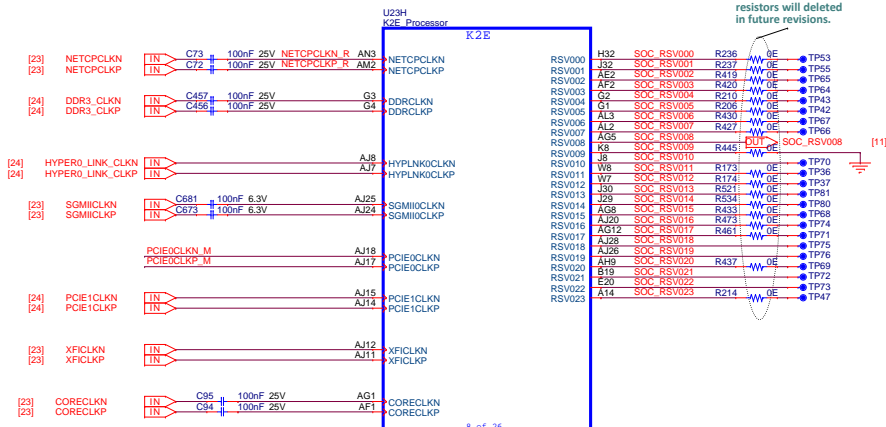 resistors will deleted
in future revisions.
U23H
K2E_Processor
K2E
[23] NETCPCLKN IN C73 100nF 25V NETCPCLKN_R AN3 NETCPCLKN
[23] NETCPCLKP IN C72 100nF 25V NETCPCLKP_R AM2 NETCPCLKP
[24] DDR3_CLKN IN C457 100nF 25V G3 DDRCLKN
[24] DDR3_CLKP IN C456 100nF 25V G4 DDRCLKP
[24] HYPER0_LINK_CLKN IN AJ8 HYPLNK0CLKN
[24] HYPER0_LINK_CLKP IN AJ7 HYPLNK0CLKP
[23] SGMIICLKN IN C681 100nF 6.3V AJ25 SGMII0CLKN
[23] SGMIICLKP IN C673 100nF 6.3V AJ24 SGMII0CLKP
PCIE0CLKN_M AJ18 PCIE0CLKN
PCIE0CLKP_M AJ17 PCIE0CLKP
[24] PCIE1CLKN IN AJ15 PCIE1CLKN
[24] PCIE1CLKP IN AJ14 PCIE1CLKP
[23] XFICLKN IN AJ12 XFICLKN
[23] XFICLKP IN AJ11 XFICLKP
[23] CORECLKN IN C95 100nF 25V AG1 CORECLKN
[23] CORECLKP IN C94 100nF 25V AF1 CORECLKP
RSV000 H32 SOC_RSV000 R236 0E TP53
RSV001 J32 SOC_RSV001 R237 0E TP55
RSV002 AE2 SOC_RSV002 R419 0E TP65
RSV003 AF2 SOC_RSV003 R420 0E TP64
RSV004 G2 SOC_RSV004 R210 0E TP43
RSV005 G1 SOC_RSV005 R206 0E TP42
RSV006 AL3 SOC_RSV006 R430 0E TP67
RSV007 AL2 SOC_RSV007 R427 0E TP66
RSV008 AG5 SOC_RSV008 OUT SOC_RSV008 [11]
RSV009 K8 SOC_RSV009 R445 0E
RSV010 J8 SOC_RSV010 TP70
RSV011 W8 SOC_RSV011 R173 0E TP36
RSV012 W7 SOC_RSV012 R174 0E TP37
RSV013 J30 SOC_RSV013 R521 0E TP81
RSV014 J29 SOC_RSV014 R534 0E TP80
RSV015 AG8 SOC_RSV015 R433 0E TP68
RSV016 AJ20 SOC_RSV016 R473 0E TP74
RSV017 AG12 SOC_RSV017 R461 0E TP71
RSV018 AJ28 SOC_RSV018 TP75
RSV019 AJ26 SOC_RSV019 TP76
RSV020 AH9 SOC_RSV020 R437 0E TP69
RSV021 B19 SOC_RSV021 TP72
RSV022 E20 SOC_RSV022 TP73
RSV023 A14 SOC_RSV023 R214 0E TP47
8 of 26